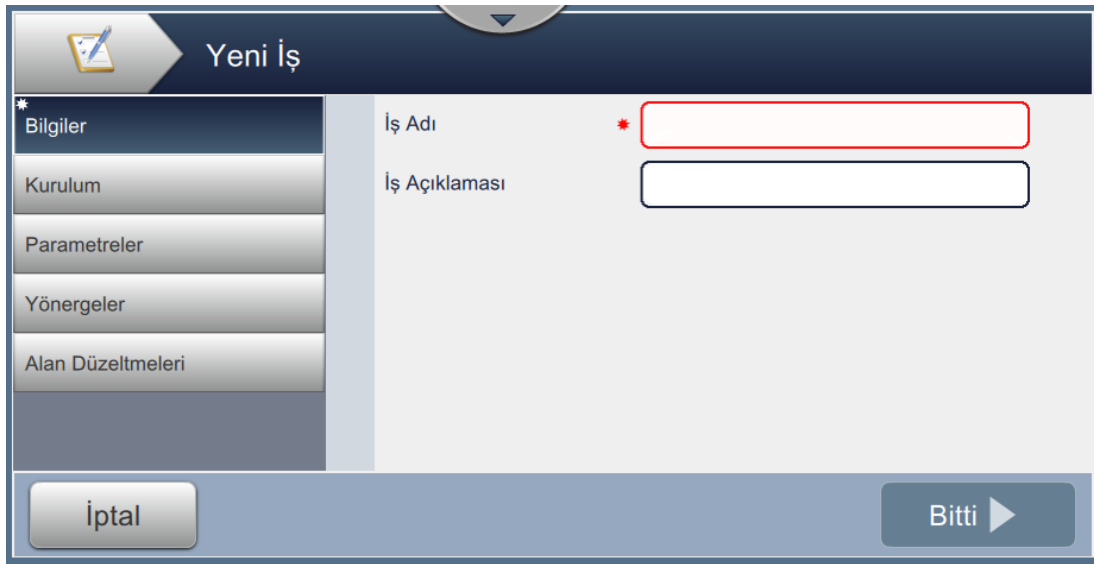 Yeni İş
Bilgiler
Kurulum
Parametreler
Yönergeler
Alan Düzeltmeleri
İş Adı
İş Açıklaması
İptal
Bitti